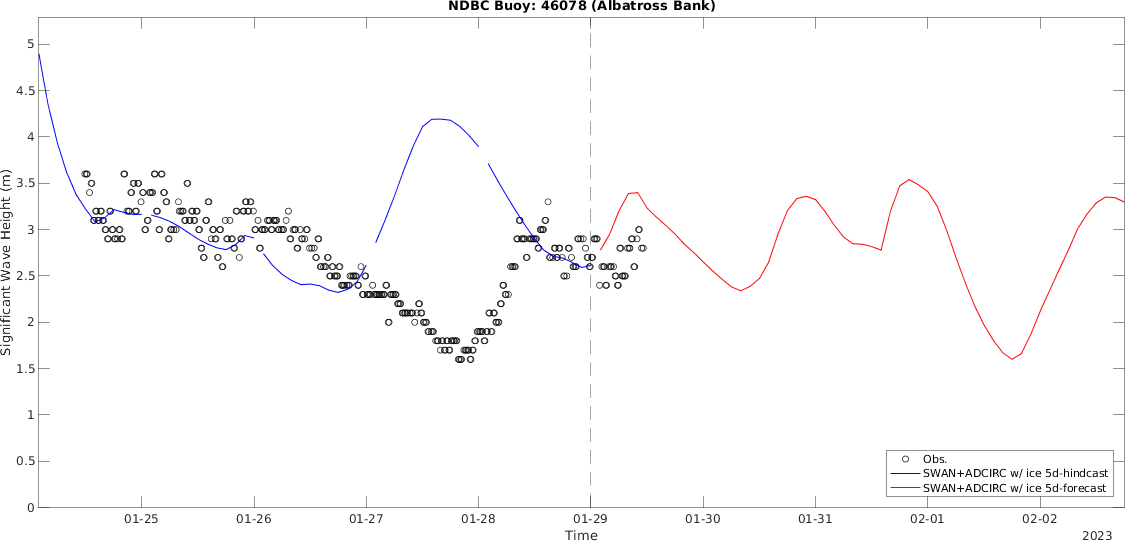 NDBC Buoy: 46078 (Albatross Bank)
Significant Wave Height (m)
5
4.5
4
3.5
3
2.5
2
1.5
1
0.5
0
Obs.
SWAN+ADCIRC w/ ice 5d-hindcast
SWAN+ADCIRC w/ ice 5d-forecast
01-25 01-26 01-27 01-28 01-29 01-30 01-31 02-01 02-02
Time
2023